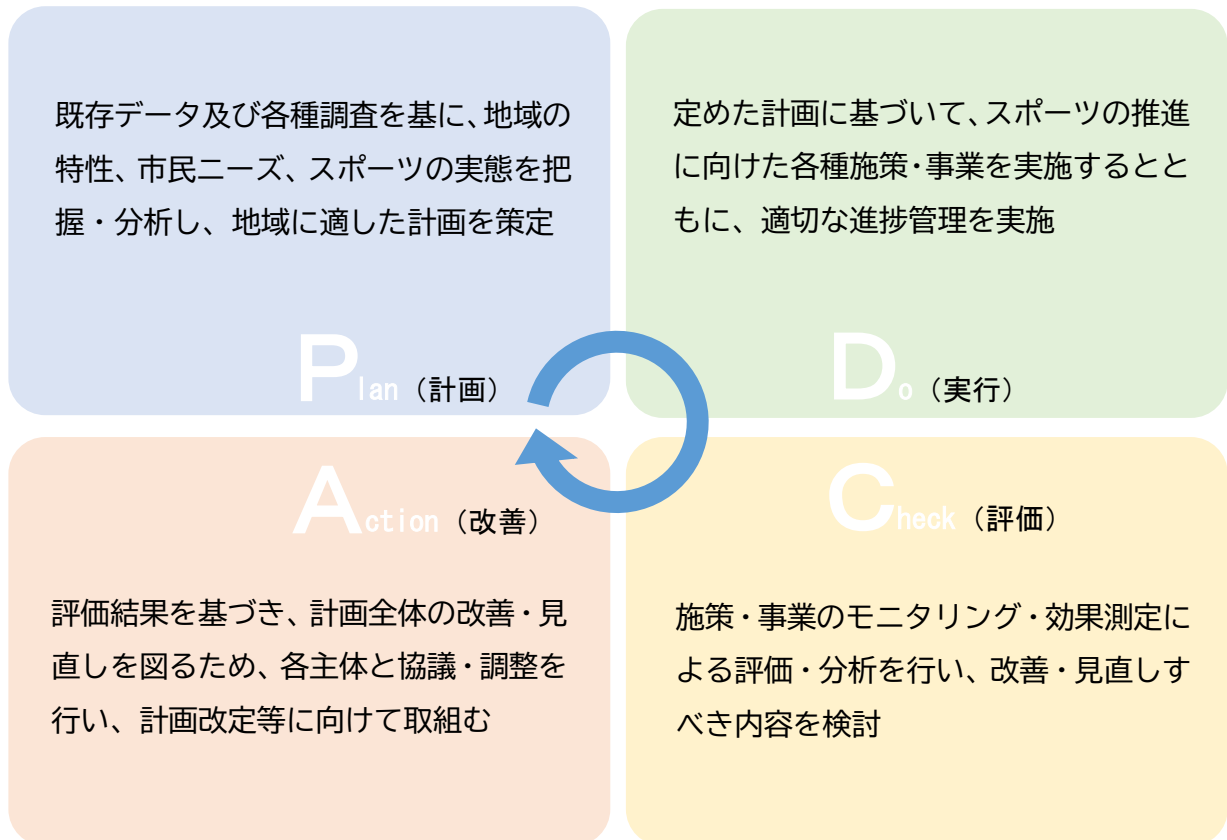 既存データ及び各種調査を基に、地域の
特性、市民ニーズ、スポーツの実態を把
握・分析し、地域に適した計画を策定
Plan（計画）
定めた計画に基づいて、スポーツの推進
に向けた各種施策・事業を実施するとと
もに、適切な進捗管理を実施
Do（実行）
Action（改善）
評価結果を基づき、計画全体の改善・見
直しを図るため、各主体と協議・調整を
行い、計画改定等に向けて取組む
Check（評価）
施策・事業のモニタリング・効果測定に
よる評価・分析を行い、改善・見直しす
べき内容を検討